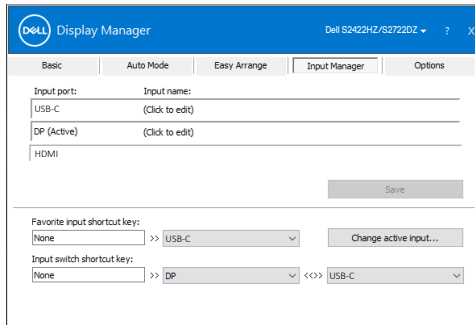 DELL Display Manager Dell S2422HZ/S2722DZ ? X
Basic Auto Mode Easy Arrange Input Manager Options
Input port: Input name:
USB-C (Click to edit)
DP (Active) (Click to edit)
HDMI
Save
Favorite input shortcut key:
None >> USB-C Change active input...
Input switch shortcut key:
None >> DP <<>> USB-C